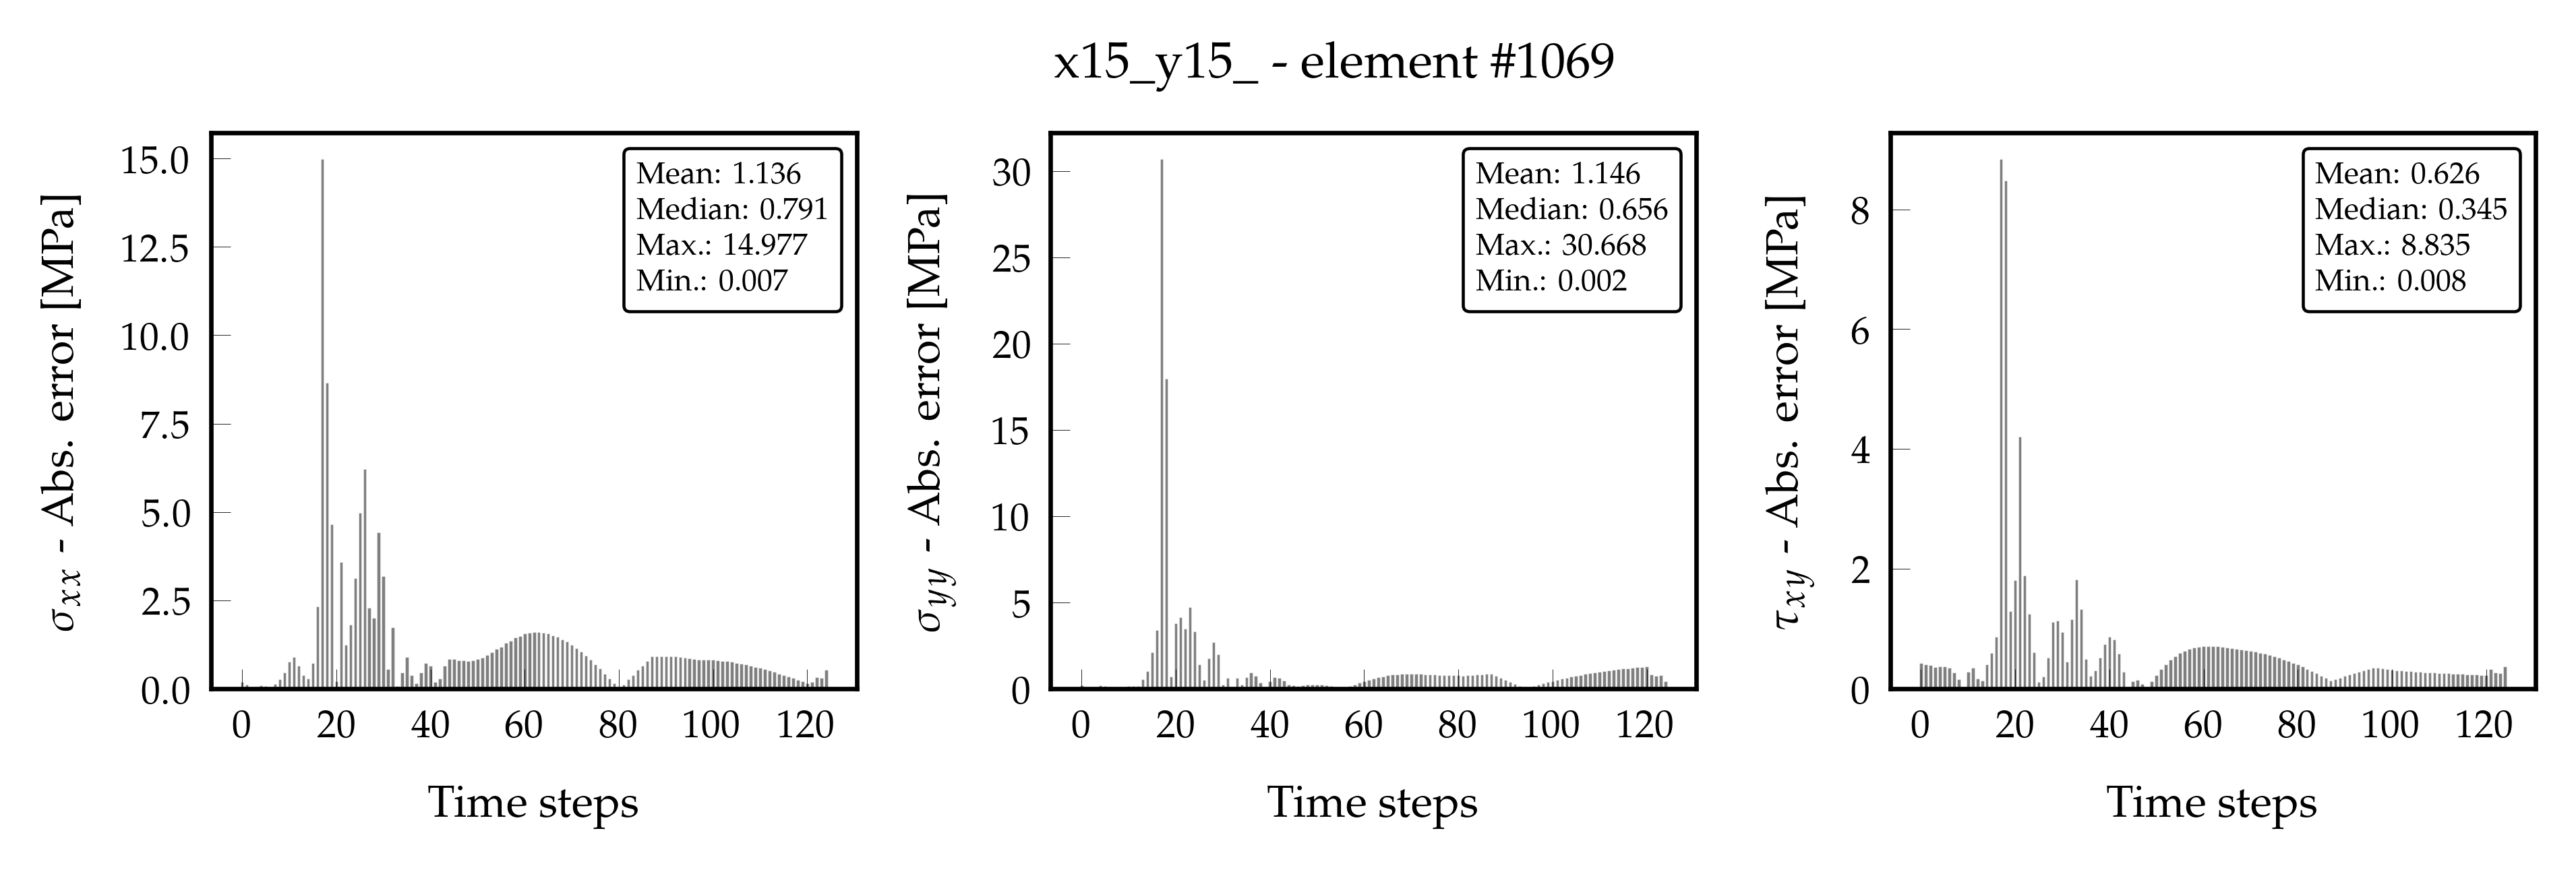 x15_y15_ - element #1069
σxx - Abs. error [MPa]
15.0
12.5
10.0
7.5
5.0
2.5
0.0
Mean: 1.136
Median: 0.791
Max.: 14.977
Min.: 0.007
0 20 40 60 80 100 120
Time steps
σyy - Abs. error [MPa]
30
25
20
15
10
5
0
Mean: 1.146
Median: 0.656
Max.: 30.668
Min.: 0.002
0 20 40 60 80 100 120
Time steps
τxy - Abs. error [MPa]
8
6
4
2
0
Mean: 0.626
Median: 0.345
Max.: 8.835
Min.: 0.008
0 20 40 60 80 100 120
Time steps